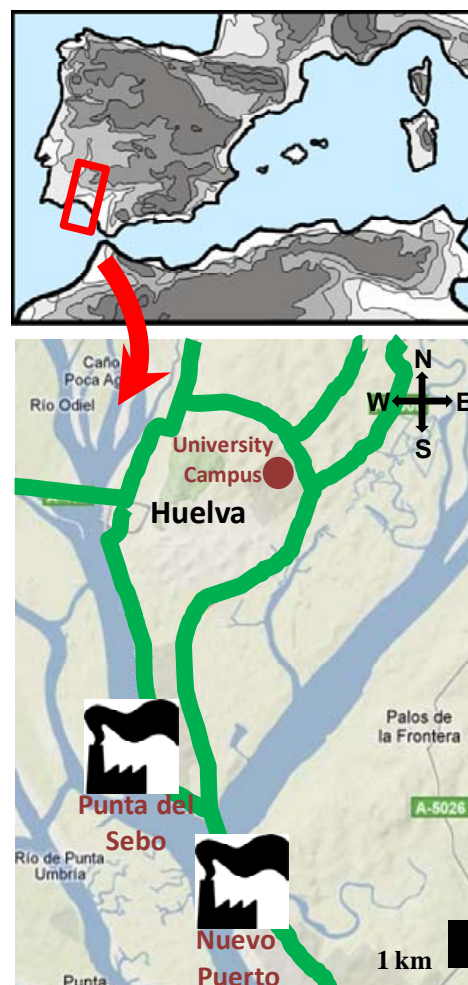 N
W E
S
Caño
Poca Ag
Río Odiel
University
Campus
Huelva
Palos de
la Frontera
A-5026
Punta del
Sebo
Río de Punta
Umbría
Nuevo
Puerto
Punta
1 km